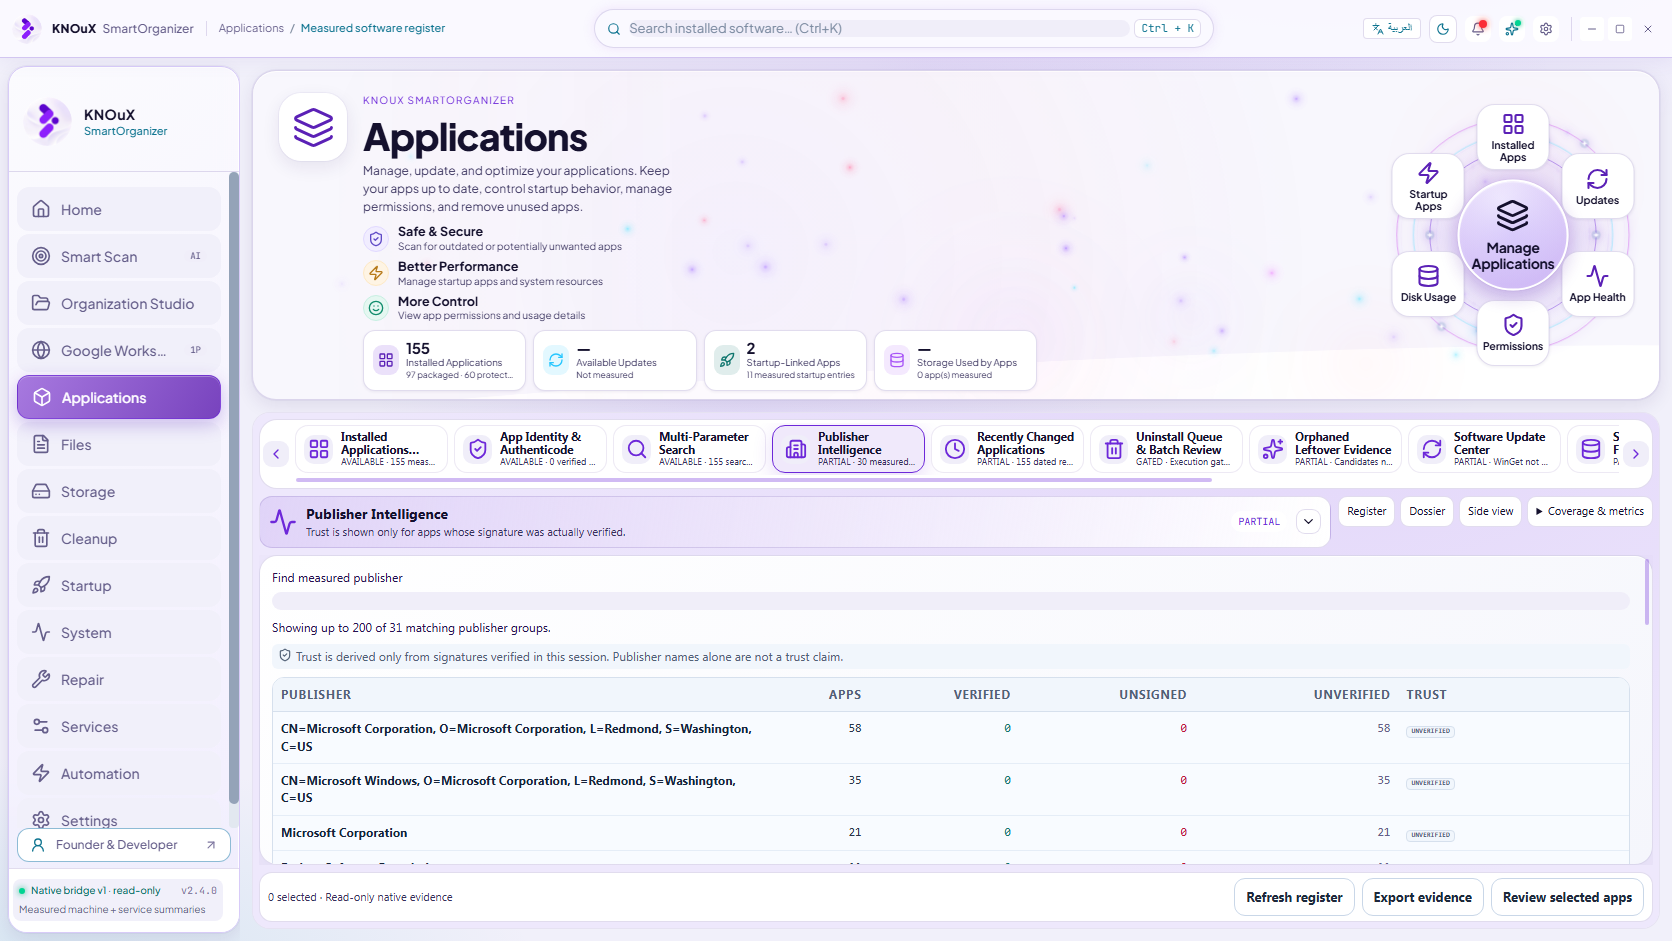 KNOuX SmartOrganizer
Applications / Measured software register
Search installed software... (Ctrl+K)
Ctrl + K
العربية
KNOuX
SmartOrganizer
Home
Smart Scan AI
Organization Studio
Google Works... 1P
Applications
Files
Storage
Cleanup
Startup
System
Repair
Services
Automation
Settings
Founder & Developer
Native bridge v1 · read-only v2.4.0
Measured machine + service summaries
KNOUX SMARTORGANIZER
Applications
Manage, update, and optimize your applications. Keep
your apps up to date, control startup behavior, manage
permissions, and remove unused apps.
Safe & Secure
Scan for outdated or potentially unwanted apps
Better Performance
Manage startup apps and system resources
More Control
View app permissions and usage details
155
Installed Applications
97 packaged · 60 protect...
—
Available Updates
Not measured
2
Startup-Linked Apps
11 measured startup entries
—
Storage Used by Apps
0 app(s) measured
Installed
Apps
Startup
Apps
Updates
Manage
Applications
Disk Usage
App Health
Permissions
Installed
Applications...
AVAILABLE · 155 meas...
App Identity &
Authenticode
AVAILABLE · 0 verified ...
Multi-Parameter
Search
AVAILABLE · 155 searc...
Publisher
Intelligence
PARTIAL · 30 measured...
Recently Changed
Applications
PARTIAL · 155 dated re...
Uninstall Queue
& Batch Review
GATED · Execution gat...
Orphaned
Leftover Evidence
PARTIAL · Candidates n...
Software Update
Center
PARTIAL · WinGet not ...
Publisher Intelligence
Trust is shown only for apps whose signature was actually verified.
PARTIAL
Register
Dossier
Side view
Coverage & metrics
Find measured publisher
Showing up to 200 of 31 matching publisher groups.
Trust is derived only from signatures verified in this session. Publisher names alone are not a trust claim.
PUBLISHER APPS VERIFIED UNSIGNED UNVERIFIED TRUST
CN=Microsoft Corporation, O=Microsoft Corporation, L=Redmond, S=Washington,
C=US
58 0 0 58 UNVERIFIED
CN=Microsoft Windows, O=Microsoft Corporation, L=Redmond, S=Washington,
C=US
35 0 0 35 UNVERIFIED
Microsoft Corporation 21 0 0 21 UNVERIFIED
0 selected · Read-only native evidence
Refresh register
Export evidence
Review selected apps